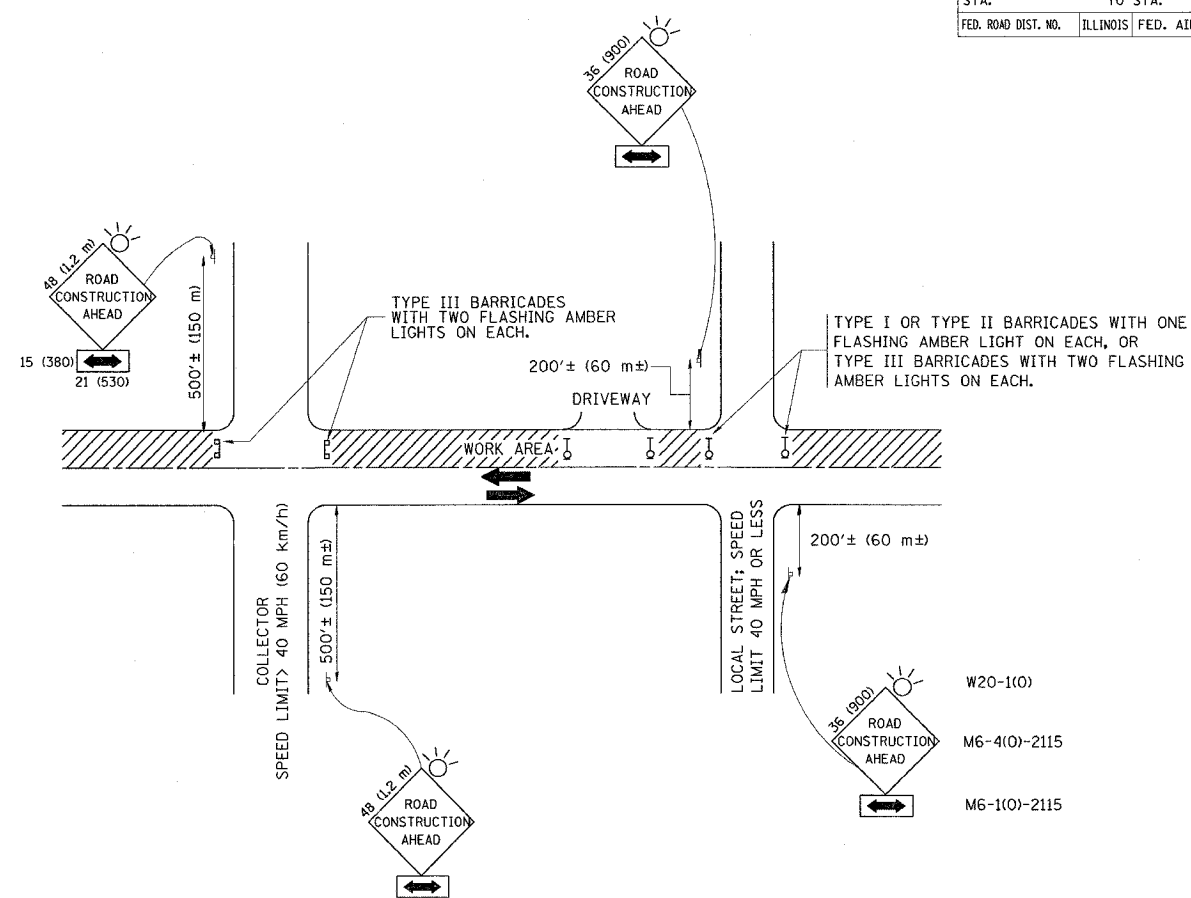 STA. TO STA.
FED. ROAD DIST. NO. ILLINOIS FED.
36 (900)
ROAD
CONSTRUCTION
AHEAD
48 (1.2 m)
ROAD
CONSTRUCTION
AHEAD
15 (380)
21 (530)
500'± (150 m)
TYPE III BARRICADES
WITH TWO FLASHING AMBER
LIGHTS ON EACH.
200'± (60 m±)
DRIVEWAY
TYPE I OR TYPE II BARRICADES WITH ONE
FLASHING AMBER LIGHT ON EACH, OR
TYPE III BARRICADES WITH TWO FLASHING
AMBER LIGHTS ON EACH.
WORK AREA
COLLECTOR
SPEED LIMIT> 40 MPH (60 km/h)
500'± (150 m±)
LOCAL STREET; SPEED
LIMIT 40 MPH OR LESS
200'± (60 m±)
48 (1.2 m)
ROAD
CONSTRUCTION
AHEAD
36 (900)
ROAD
CONSTRUCTION
AHEAD
W20-1(O)
M6-4(O)-2115
M6-1(O)-2115